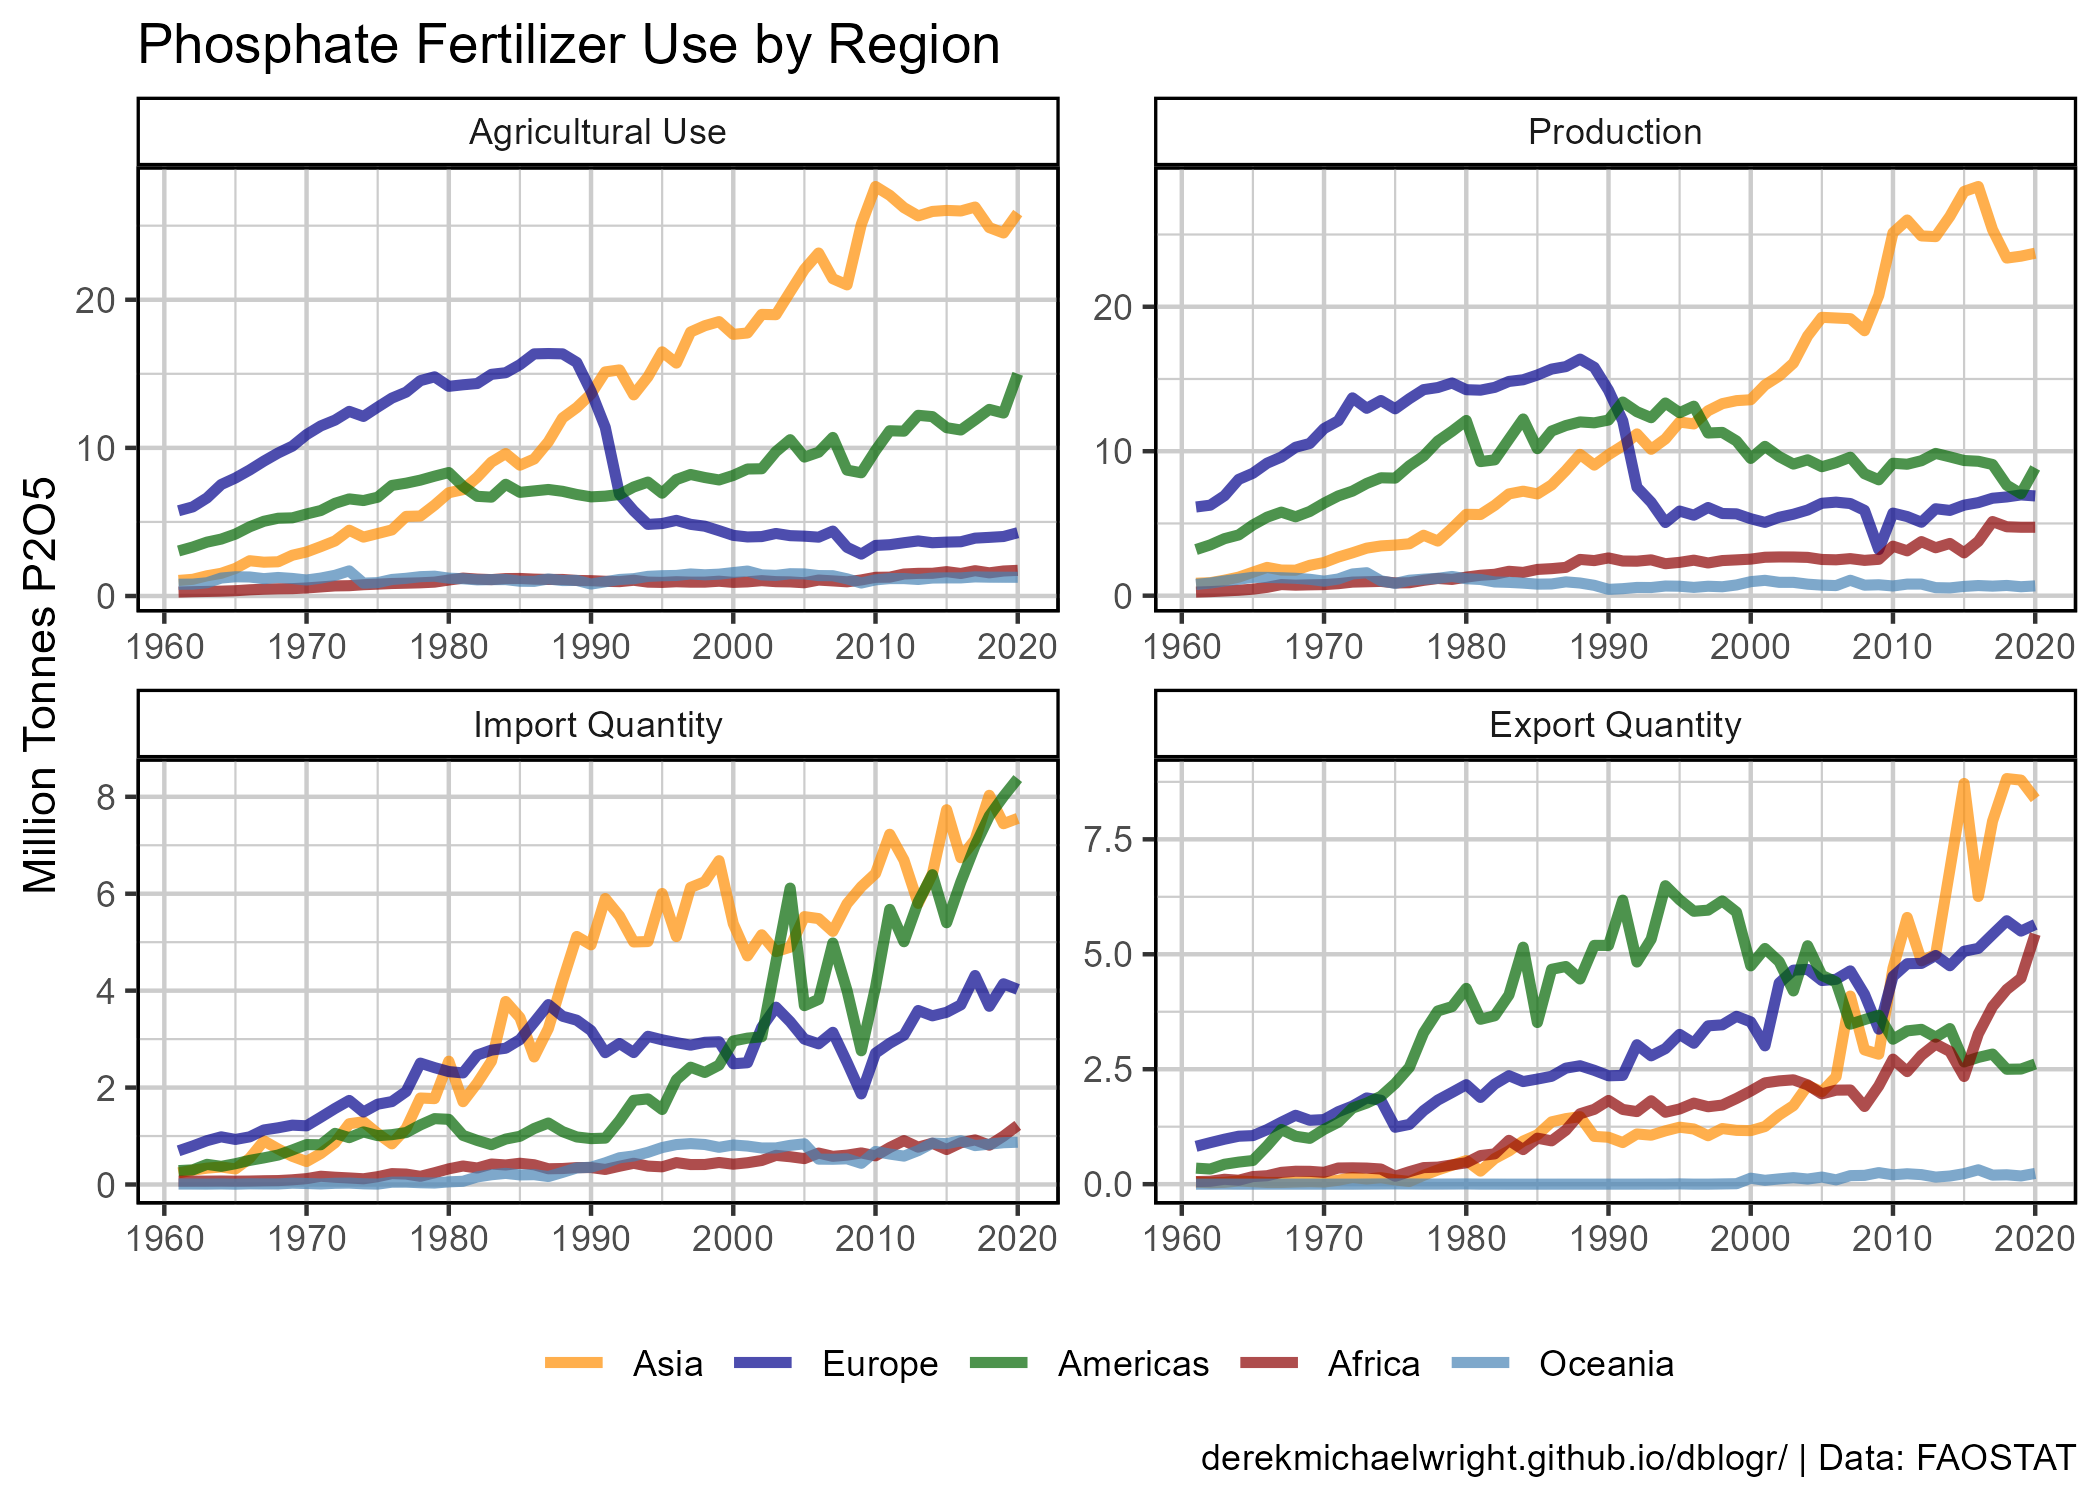 Phosphate Fertilizer Use by Region
Agricultural Use
Production
Million Tonnes P2O5
20
10
0
1960 1970 1980 1990 2000 2010 2020
20
10
0
1960 1970 1980 1990 2000 2010 2020
Import Quantity
Export Quantity
8
6
4
2
0
1960 1970 1980 1990 2000 2010 2020
7.5
5.0
2.5
0.0
1960 1970 1980 1990 2000 2010 2020
Asia Europe Americas Africa Oceania
derekmichaelwright.github.io/dblogr/ | Data: FAOSTAT